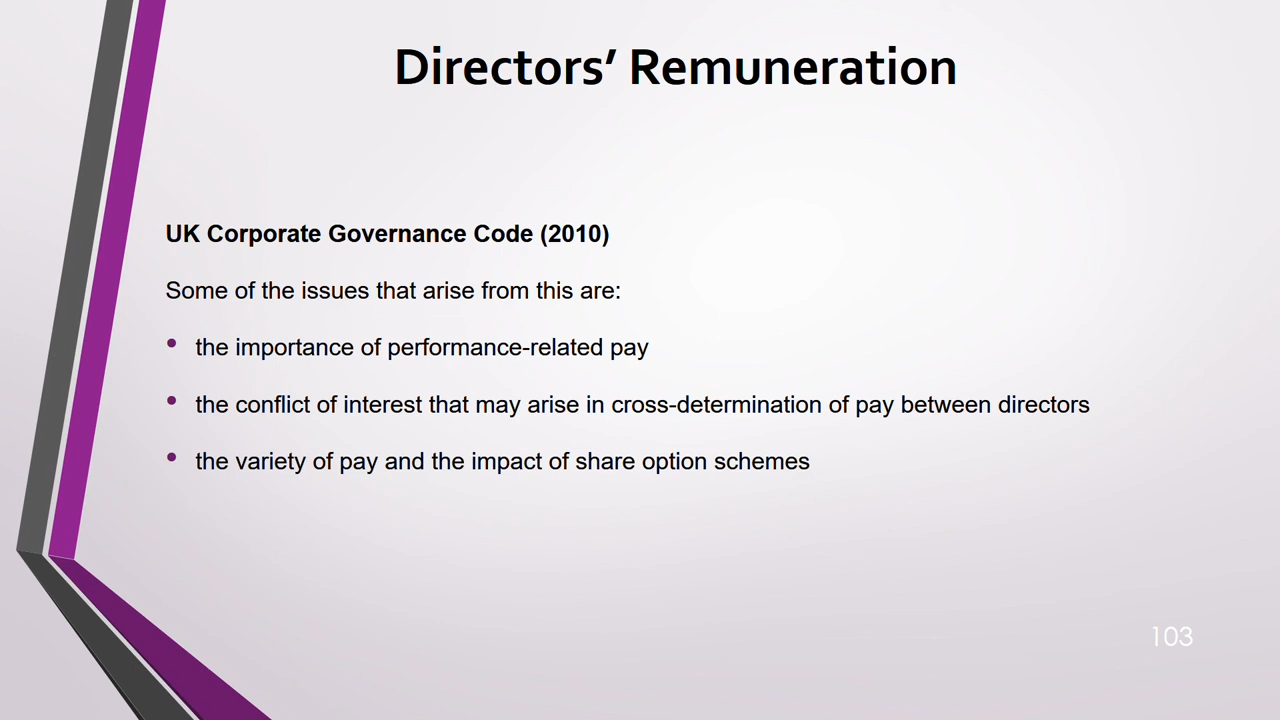 Directors’ Remuneration
UK Corporate Governance Code (2010)
Some of the issues that arise from this are:
• the importance of performance-related pay
• the conflict of interest that may arise in cross-determination of pay between directors
• the variety of pay and the impact of share option schemes
103